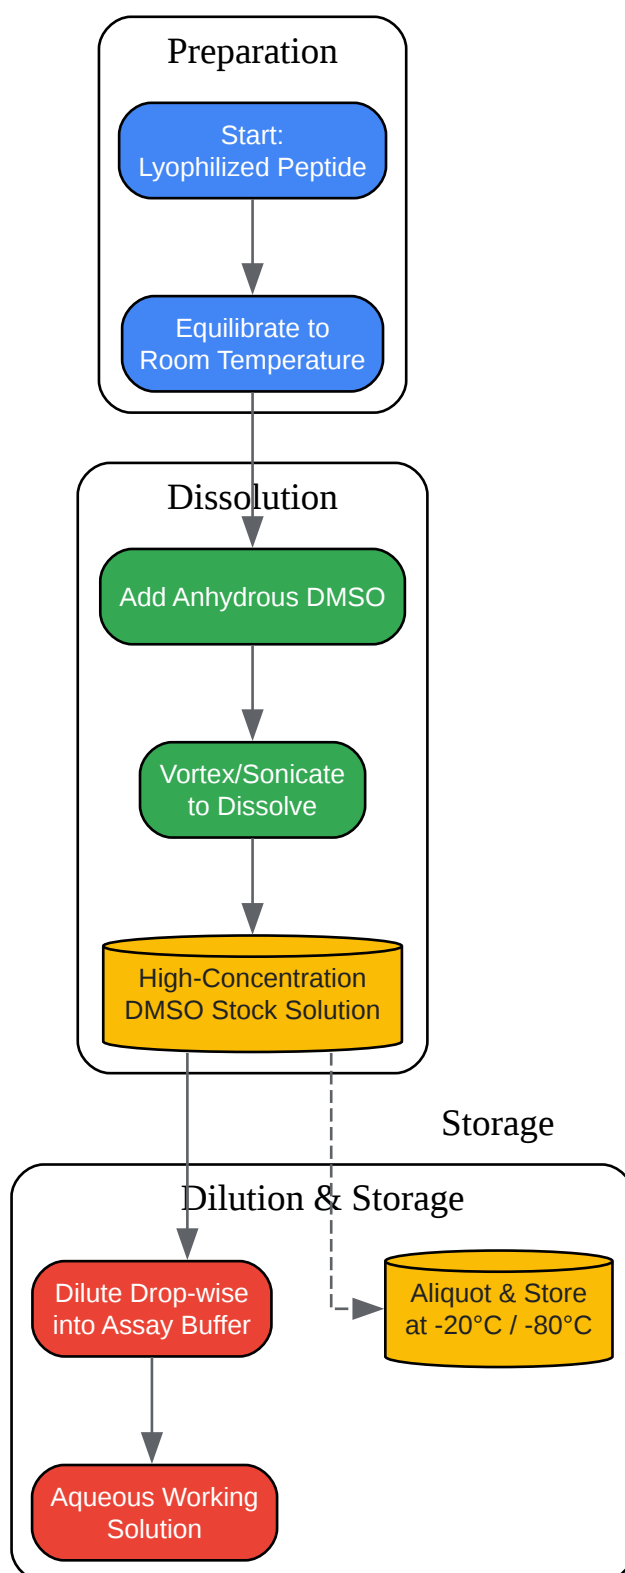 Preparation
Start:
Lyophilized Peptide
Equilibrate to
Room Temperature
Dissolution
Add Anhydrous DMSO
Vortex/Sonicate
to Dissolve
High-Concentration
DMSO Stock Solution
Storage
Dilution & Storage
Dilute Drop-wise
into Assay Buffer
Aliquot & Store
at -20°C / -80°C
Aqueous Working
Solution